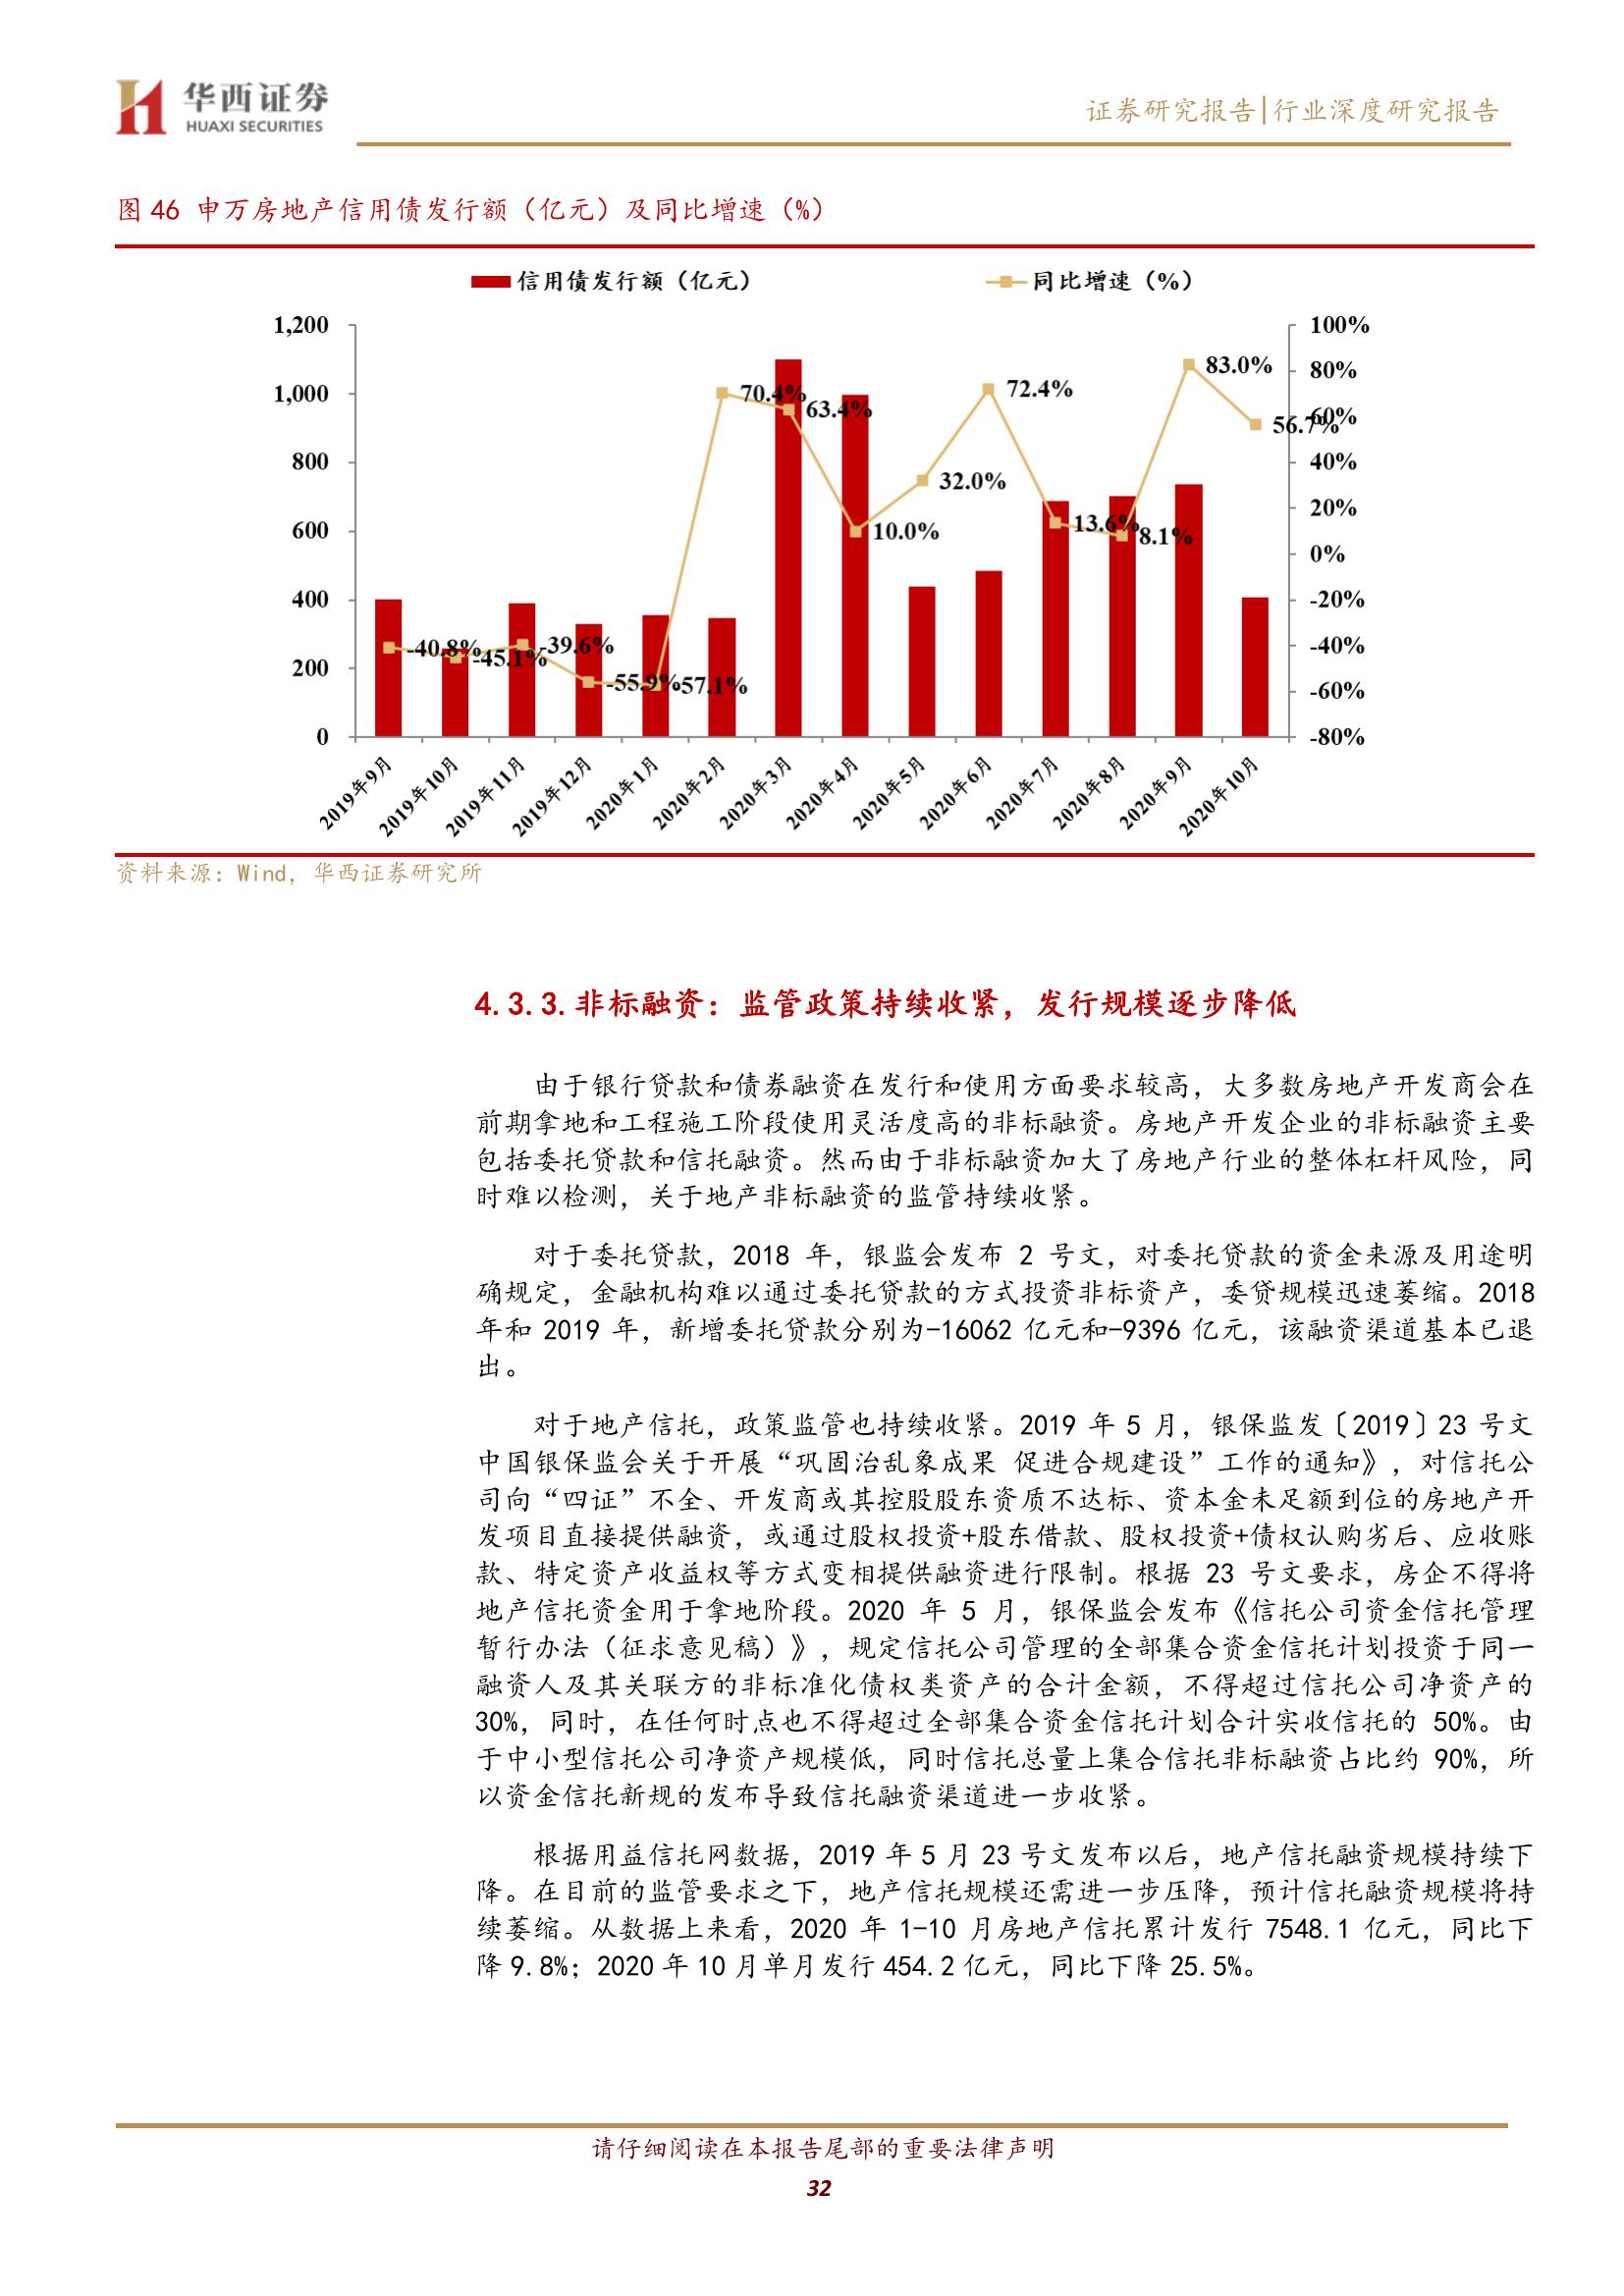 华西证券
HUAXI SECURITIES
证券研究报告|行业深度研究报告
图 46 申万房地产信用债发行额（亿元）及同比增速（%）
信用债发行额（亿元） 同比增速（%）
1,200
1,000
800
600
400
200
0
100%
80%
60%
40%
20%
0%
-20%
-40%
-60%
-80%
-40.8%
-45.1%
-39.6%
-55.9%
-57.1%
70.4%
63.4%
10.0%
32.0%
72.4%
13.6%
8.1%
83.0%
56.7%
2019年9月
2019年10月
2019年11月
2019年12月
2020年1月
2020年2月
2020年3月
2020年4月
2020年5月
2020年6月
2020年7月
2020年8月
2020年9月
2020年10月
资料来源：Wind，华西证券研究所
4.3.3.非标融资：监管政策持续收紧，发行规模逐步降低
由于银行贷款和债券融资在发行和使用方面要求较高，大多数房地产开发商会在
前期拿地和工程施工阶段使用灵活度高的非标融资。房地产开发企业的非标融资主要
包括委托贷款和信托融资。然而由于非标融资加大了房地产行业的整体杠杆风险，同
时难以检测，关于地产非标融资的监管持续收紧。
对于委托贷款，2018 年，银监会发布 2 号文，对委托贷款的资金来源及用途明
确规定，金融机构难以通过委托贷款的方式投资非标资产，委贷规模迅速萎缩。2018
年和 2019 年，新增委托贷款分别为-16062 亿元和-9396 亿元，该融资渠道基本已退
出。
对于地产信托，政策监管也持续收紧。2019 年 5 月，银保监发〔2019〕23 号文
中国银保监会关于开展“巩固治乱象成果 促进合规建设”工作的通知》，对信托公
司向“四证”不全、开发商或其控股股东资质不达标、资本金未足额到位的房地产开
发项目直接提供融资，或通过股权投资+股东借款、股权投资+债权认购劣后、应收账
款、特定资产收益权等方式变相提供融资进行限制。根据 23 号文要求，房企不得将
地产信托资金用于拿地阶段。2020 年 5 月，银保监会发布《信托公司资金信托管理
暂行办法（征求意见稿）》，规定信托公司管理的全部集合资金信托计划投资于同一
融资人及其关联方的非标准化债权类资产的合计金额，不得超过信托公司净资产的
30%，同时，在任何时点也不得超过全部集合资金信托计划合计实收信托的 50%。由
于中小型信托公司净资产规模低，同时信托总量上集合信托非标融资占比约 90%，所
以资金信托新规的发布导致信托融资渠道进一步收紧。
根据用益信托网数据，2019 年 5 月 23 号文发布以后，地产信托融资规模持续下
降。在目前的监管要求之下，地产信托规模还需进一步压降，预计信托融资规模将持
续萎缩。从数据上来看，2020 年 1-10 月房地产信托累计发行 7548.1 亿元，同比下
降 9.8%；2020 年 10 月单月发行 454.2 亿元，同比下降 25.5%。
请仔细阅读在本报告尾部的重要法律声明
32